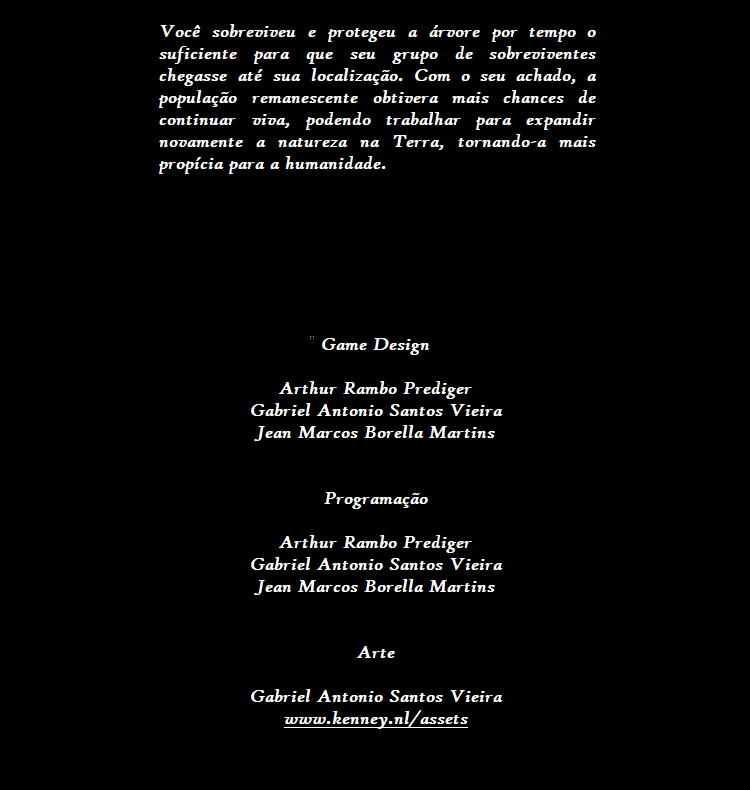 Você sobreviveu e protegeu a árvore por tempo o
suficiente para que seu grupo de sobreviventes
chegasse até sua localização. Com o seu achado, a
população remanescente obtivera mais chances de
continuar viva, podendo trabalhar para expandir
novamente a natureza na Terra, tornando-a mais
propícia para a humanidade.
Game Design
Arthur Rambo Prediger
Gabriel Antonio Santos Vieira
Jean Marcos Borella Martins
Programação
Arthur Rambo Prediger
Gabriel Antonio Santos Vieira
Jean Marcos Borella Martins
Arte
Gabriel Antonio Santos Vieira
www.kenney.nl/assets